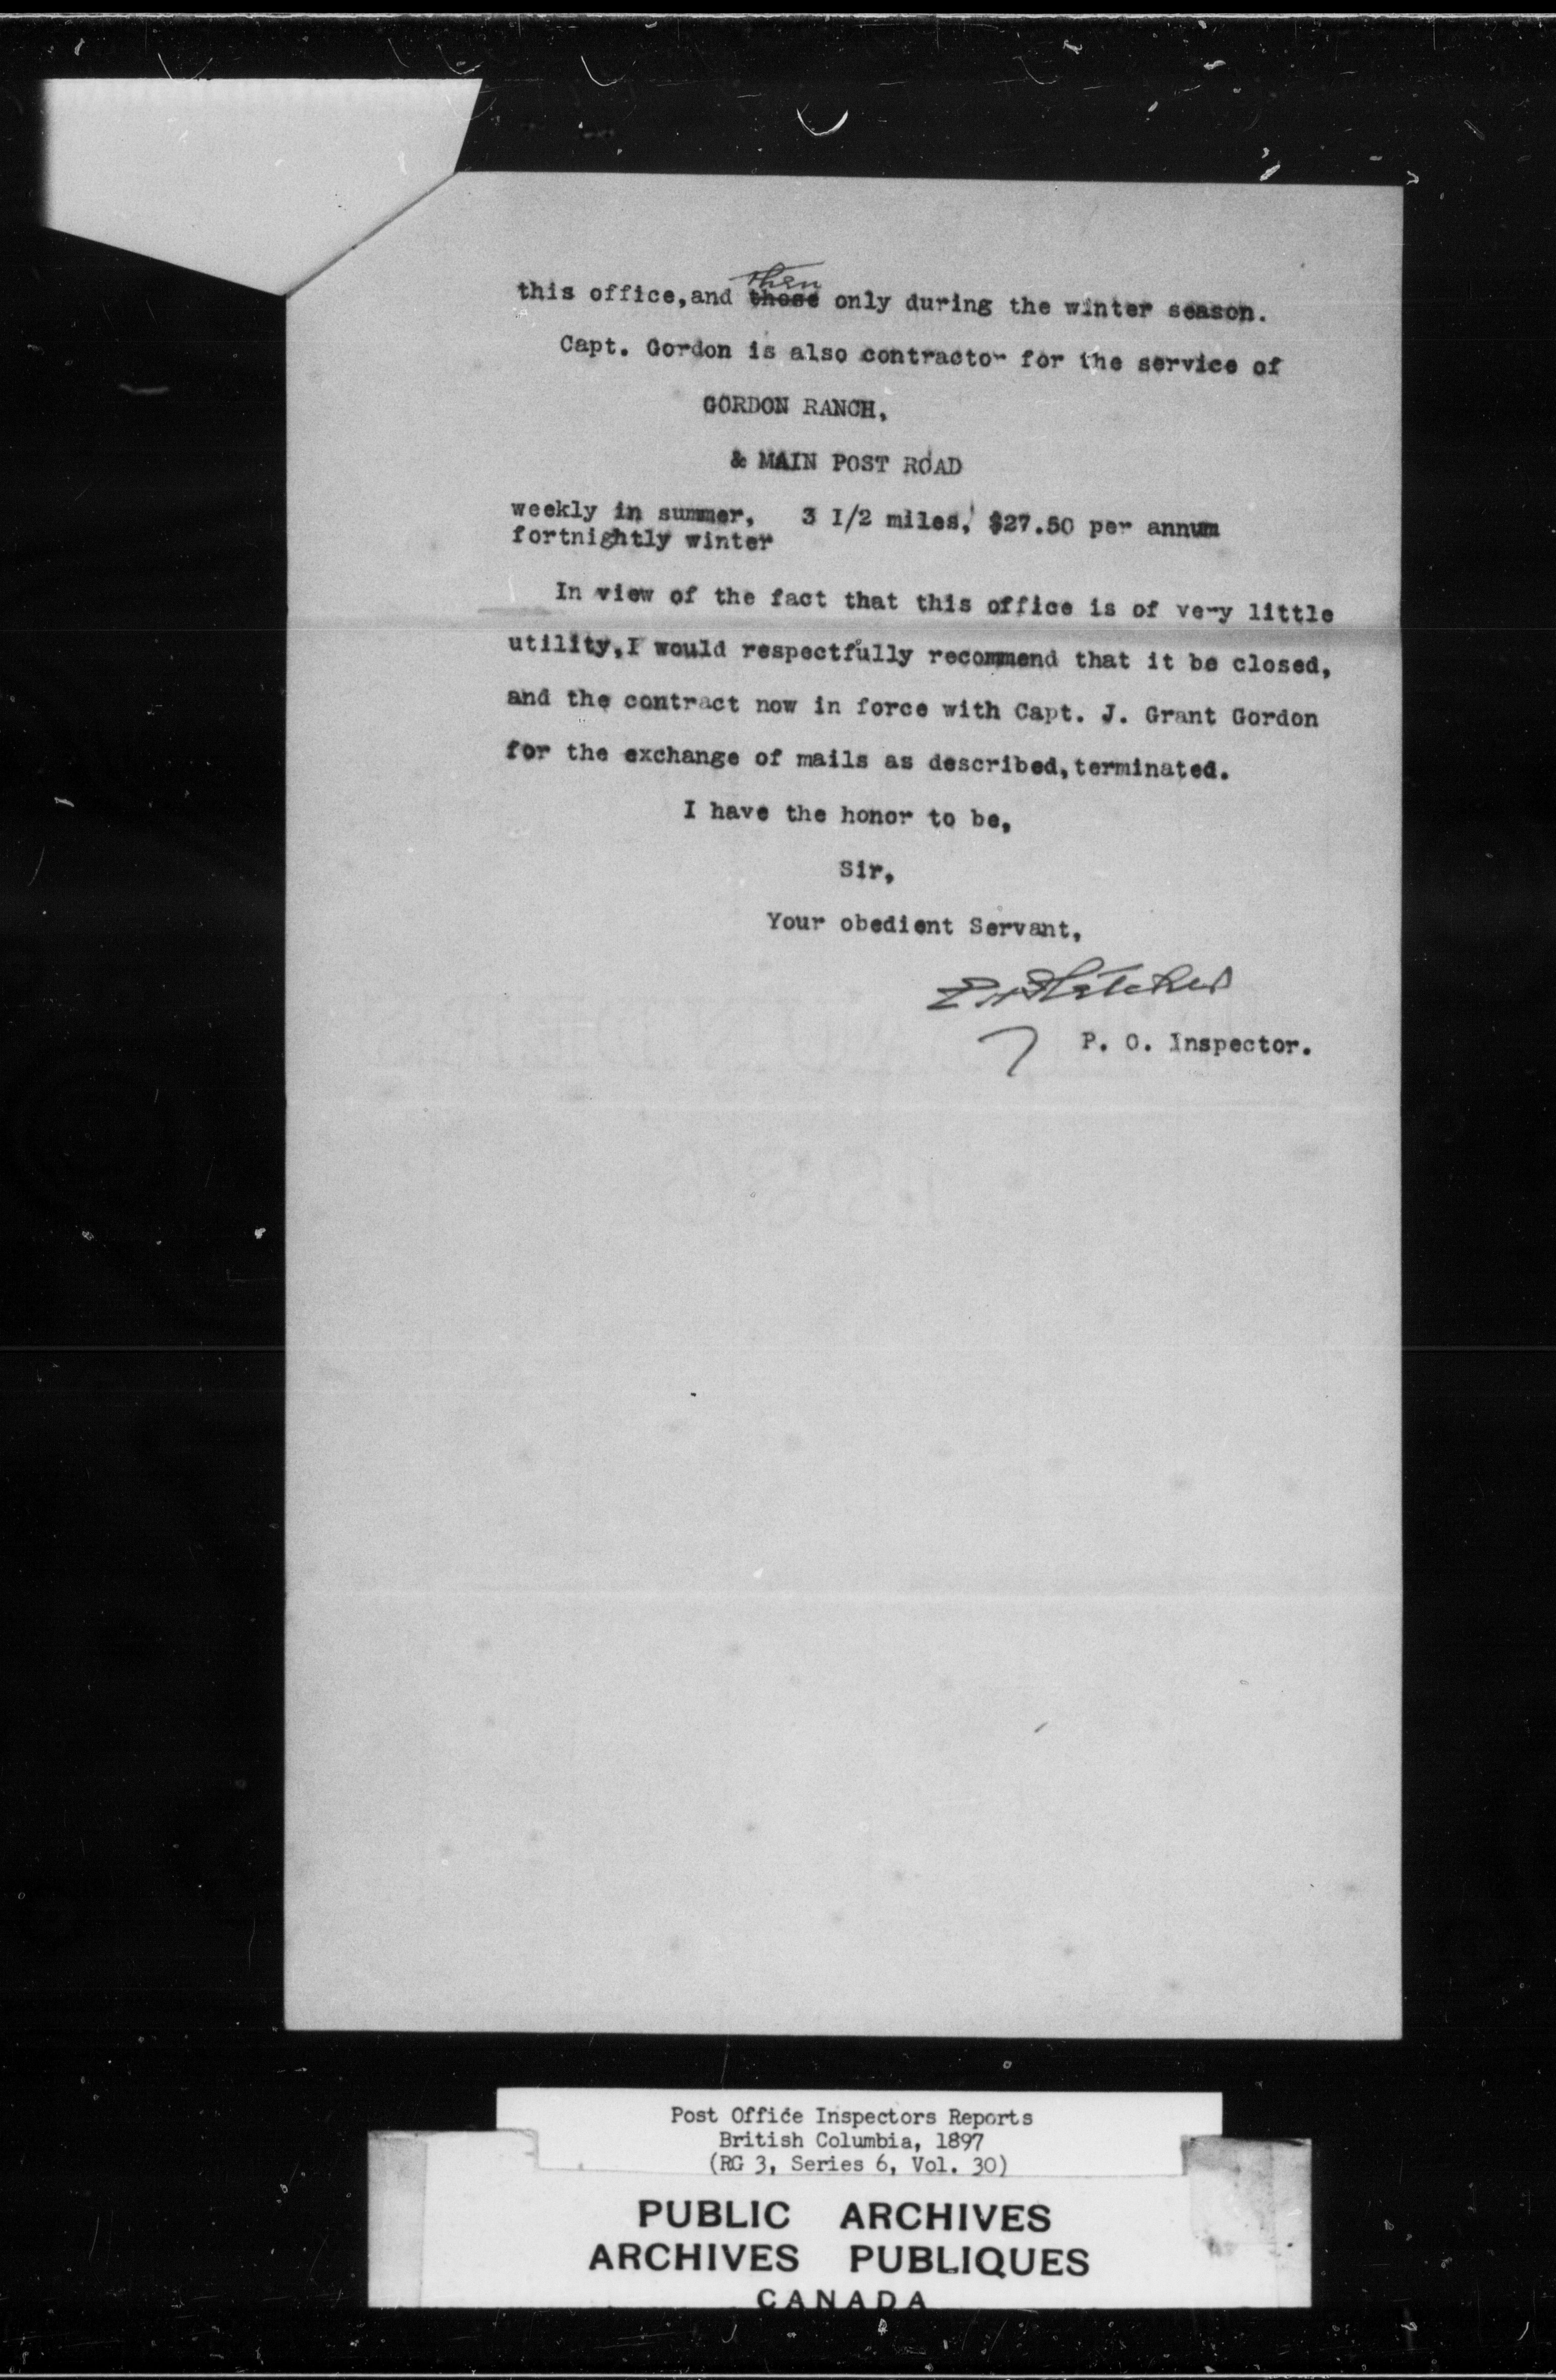 then
this office,and those only during the winter season.
Capt. Gordon is also contractor for the service of
GORDON RANCH,
& MAIN POST ROAD
weekly in summer, 3 I/2 miles, $27.50 per annum
fortnightly winter
In view of the fact that this office is of very little
utility,I would respectfully recommend that it be closed,
and the contract now in force with Capt. J. Grant Gordon
for the exchange of mails as described,terminated.
I have the honor to be,
Sir,
Your obedient Servant,
P. O. Inspector.
Post Office Inspectors Reports
British Columbia, 1897
(RG 3, Series 6, Vol. 30)
PUBLIC ARCHIVES
ARCHIVES PUBLIQUES
CANADA